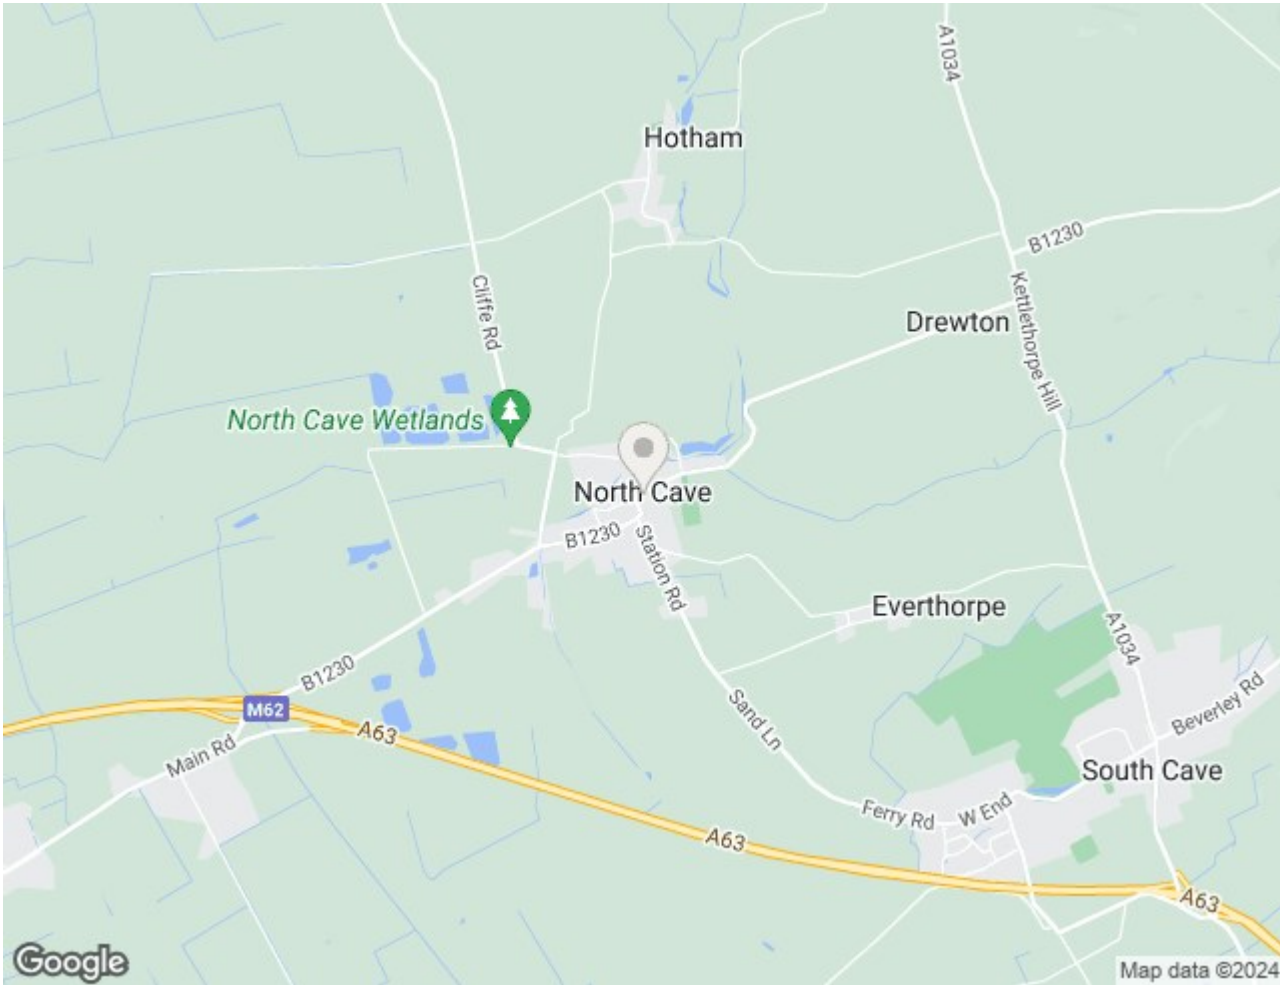 A1034
Hotham
B1230
Cliffe Rd
Kettlethorpe Hill
Drewton
North Cave Wetlands
North Cave
B1230
Station Rd
Everthorpe
A1034
B1230
M62
Sand Ln
Beverley Rd
A63
Main Rd
South Cave
Ferry Rd
W End
A63
A63
Google
Map data ©2024